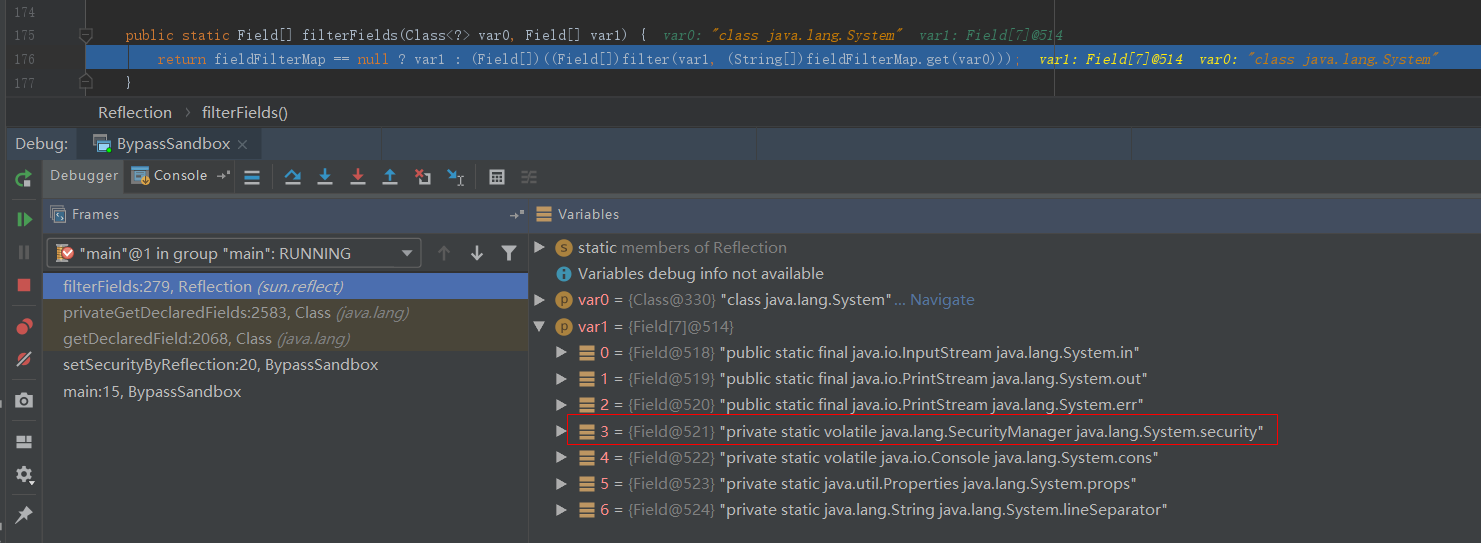 174
175 public static Field[] filterFields(Class<?> var0, Field[] var1) { var0: "class java.lang.System" var1: Field[7]@514
176 return fieldFilterMap == null ? var1 : (Field[])((Field[])filter(var1, (String[])fieldFilterMap.get(var0))); var1: Field[7]@514 var0: "class java.lang.System"
177 }
Reflection › filterFields()
Debug: BypassSandbox ×
Debugger Console
Frames
"main"@1 in group "main": RUNNING
filterFields:279, Reflection (sun.reflect)
privateGetDeclaredFields:2583, Class (java.lang)
getDeclaredField:2068, Class (java.lang)
setSecurityByReflection:20, BypassSandbox
main:15, BypassSandbox
Variables
s static members of Reflection
i Variables debug info not available
p var0 = {Class@330} "class java.lang.System"... Navigate
p var1 = {Field[7]@514}
0 = {Field@518} "public static final java.io.InputStream java.lang.System.in"
1 = {Field@519} "public static final java.io.PrintStream java.lang.System.out"
2 = {Field@520} "public static final java.io.PrintStream java.lang.System.err"
3 = {Field@521} "private static volatile java.lang.SecurityManager java.lang.System.security"
4 = {Field@522} "private static volatile java.io.Console java.lang.System.cons"
5 = {Field@523} "private static java.util.Properties java.lang.System.props"
6 = {Field@524} "private static java.lang.String java.lang.System.lineSeparator"